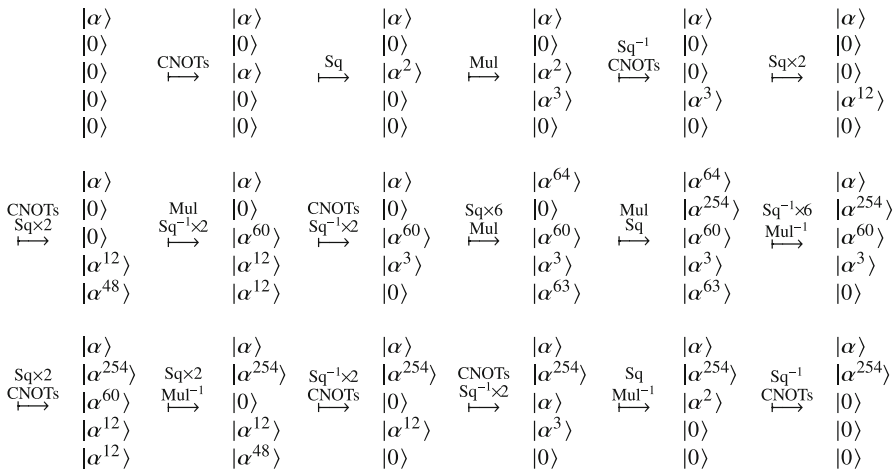 |α⟩ |α⟩ |α⟩ |α⟩ |α⟩ |α⟩
|0⟩ |0⟩ |0⟩ |0⟩ Sq⁻¹ |0⟩ |0⟩
CNOTs Sq Mul CNOTs Sq×2
|0⟩ ↦ |α⟩ ↦ |α²⟩ ↦ |α²⟩ ↦ |0⟩ ↦ |0⟩
|0⟩ |0⟩ |0⟩ |α³⟩ |α³⟩ |α¹²⟩
|0⟩ |0⟩ |0⟩ |0⟩ |0⟩ |0⟩
|α⟩ |α⟩ |α⟩ |α⁶⁴⟩ |α⁶⁴⟩ |α⟩
CNOTs |0⟩ Mul |0⟩ CNOTs |0⟩ Sq×6 |0⟩ Mul |α²⁵⁴⟩ Sq⁻¹×6 |α²⁵⁴⟩
Sq×2 Sq⁻¹×2 Sq⁻¹×2 Mul Sq Mul⁻¹
↦ |0⟩ ↦ |α⁶⁰⟩ ↦ |α⁶⁰⟩ ↦ |α⁶⁰⟩ ↦ |α⁶⁰⟩ ↦ |α⁶⁰⟩
|α¹²⟩ |α¹²⟩ |α³⟩ |α³⟩ |α³⟩ |α³⟩
|α⁴⁸⟩ |α¹²⟩ |0⟩ |α⁶³⟩ |α⁶³⟩ |0⟩
|α⟩ |α⟩ |α⟩ |α⟩ |α⟩ |α⟩
Sq×2 |α²⁵⁴⟩ Sq×2 |α²⁵⁴⟩ Sq⁻¹×2 |α²⁵⁴⟩ CNOTs |α²⁵⁴⟩ Sq |α²⁵⁴⟩ Sq⁻¹ |α²⁵⁴⟩
CNOTs Mul⁻¹ CNOTs Sq⁻¹×2 Mul⁻¹ CNOTs
↦ |α⁶⁰⟩ ↦ |0⟩ ↦ |0⟩ ↦ |α⟩ ↦ |α²⟩ ↦ |0⟩
|α¹²⟩ |α¹²⟩ |α¹²⟩ |α³⟩ |0⟩ |0⟩
|α¹²⟩ |α⁴⁸⟩ |0⟩ |0⟩ |0⟩ |0⟩